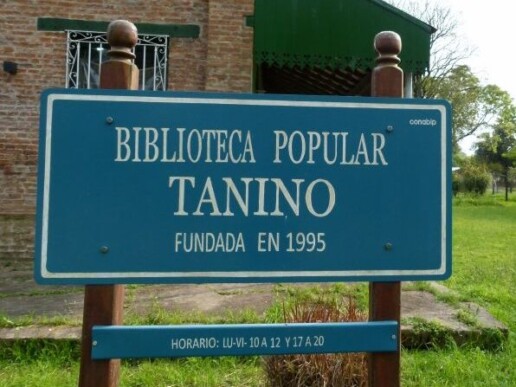 conabip
BIBLIOTECA POPULAR
TANINO
FUNDADA EN 1995
HORARIO: LU-VI- 10 A 12 Y 17 A 20